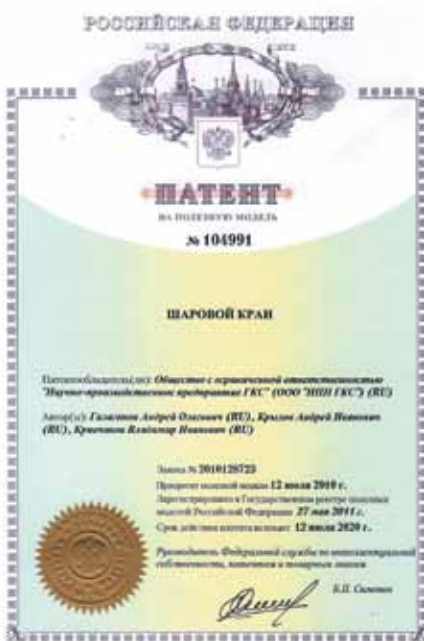 РОССИЙСКАЯ ФЕДЕРАЦИЯ
ПАТЕНТ
НА ПОЛЕЗНУЮ МОДЕЛЬ
№ 104991
ШАРОВОЙ КРАН
Патентообладатель(ли): Общество с ограниченной ответственностью
"Научно-производственное предприятие ГКС" (ООО "НПП ГКС") (RU)
Автор(ы): Андрей Олегович (RU), Крылов Андрей Иванович
(RU), Владимир Иванович (RU)
Заявка № 2010128723
Приоритет полезной модели 12 июля 2010 г.
Зарегистрировано в Государственном реестре полезных
моделей Российской Федерации 27 мая 2011 г.
Срок действия патента истекает 12 июля 2020 г.
Руководитель Федеральной службы по интеллектуальной
собственности, патентам и товарным знакам
Б.П. Симонов